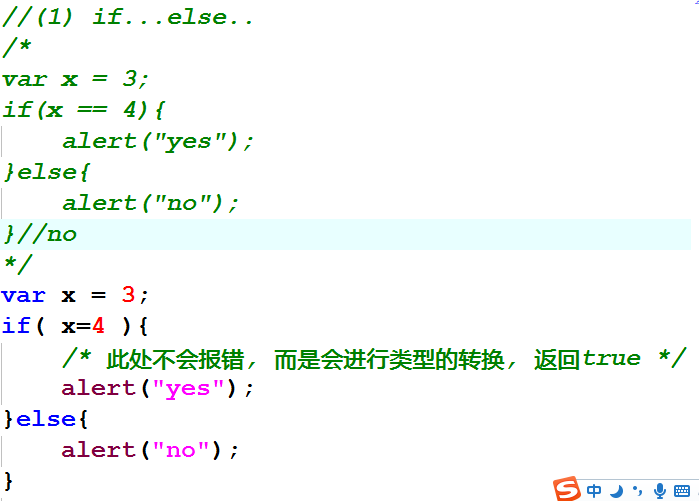 //(1) if...else..
/*
var x = 3;
if(x == 4){
    alert("yes");
}else{
    alert("no");
}//no
*/
var x = 3;
if( x=4 ){
    /* 此处不会报错, 而是会进行类型的转换, 返回true */
    alert("yes");
}else{
    alert("no");
}
S 中